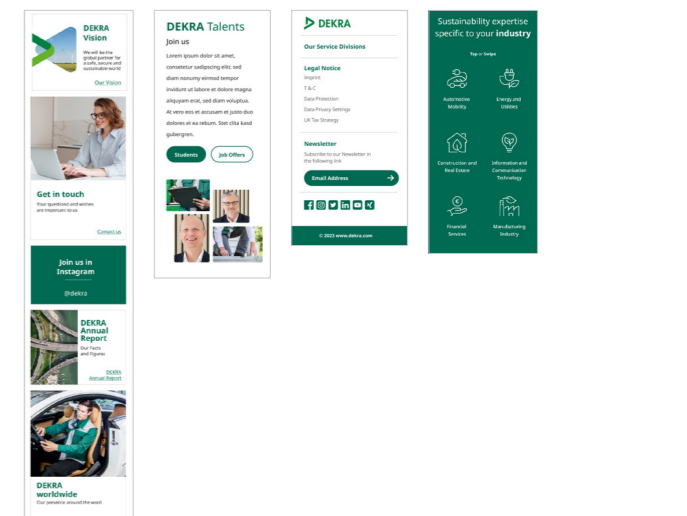 DEKRA
Vision
We will be the
global partner for
a safe, secure and
sustainable world
Our Vision
Get in touch
Your questions and wishes
are important to us
Contact us
Join us in
Instagram
@dekra
DEKRA
Annual
Report
Our Facts
and Figures
DEKRA
Annual Report
DEKRA
worldwide
Our presence around the world
DEKRA Talents
Join us
Lorem ipsum dolor sit amet,
consetetur sadipscing elitr, sed
diam nonumy eirmod tempor
invidunt ut labore et dolore magna
aliquyam erat, sed diam voluptua.
At vero eos et accusam et justo duo
dolores et ea rebum. Stet clita kasd
gubergren.
Students
Job Offers
DEKRA
Our Service Divisions
Legal Notice
Imprint
T & C
Data Protection
Data Privacy Settings
UK Tax Strategy
Newsletter
Subscribe to our Newsletter in
the following link
Email Address
© 2023 www.dekra.com
Sustainability expertise
specific to your industry
Tap or Swipe
Automotive
Mobility
Energy and
Utilities
Construction and
Real Estate
Information and
Communication
Technology
Financial
Services
Manufacturing
Industry